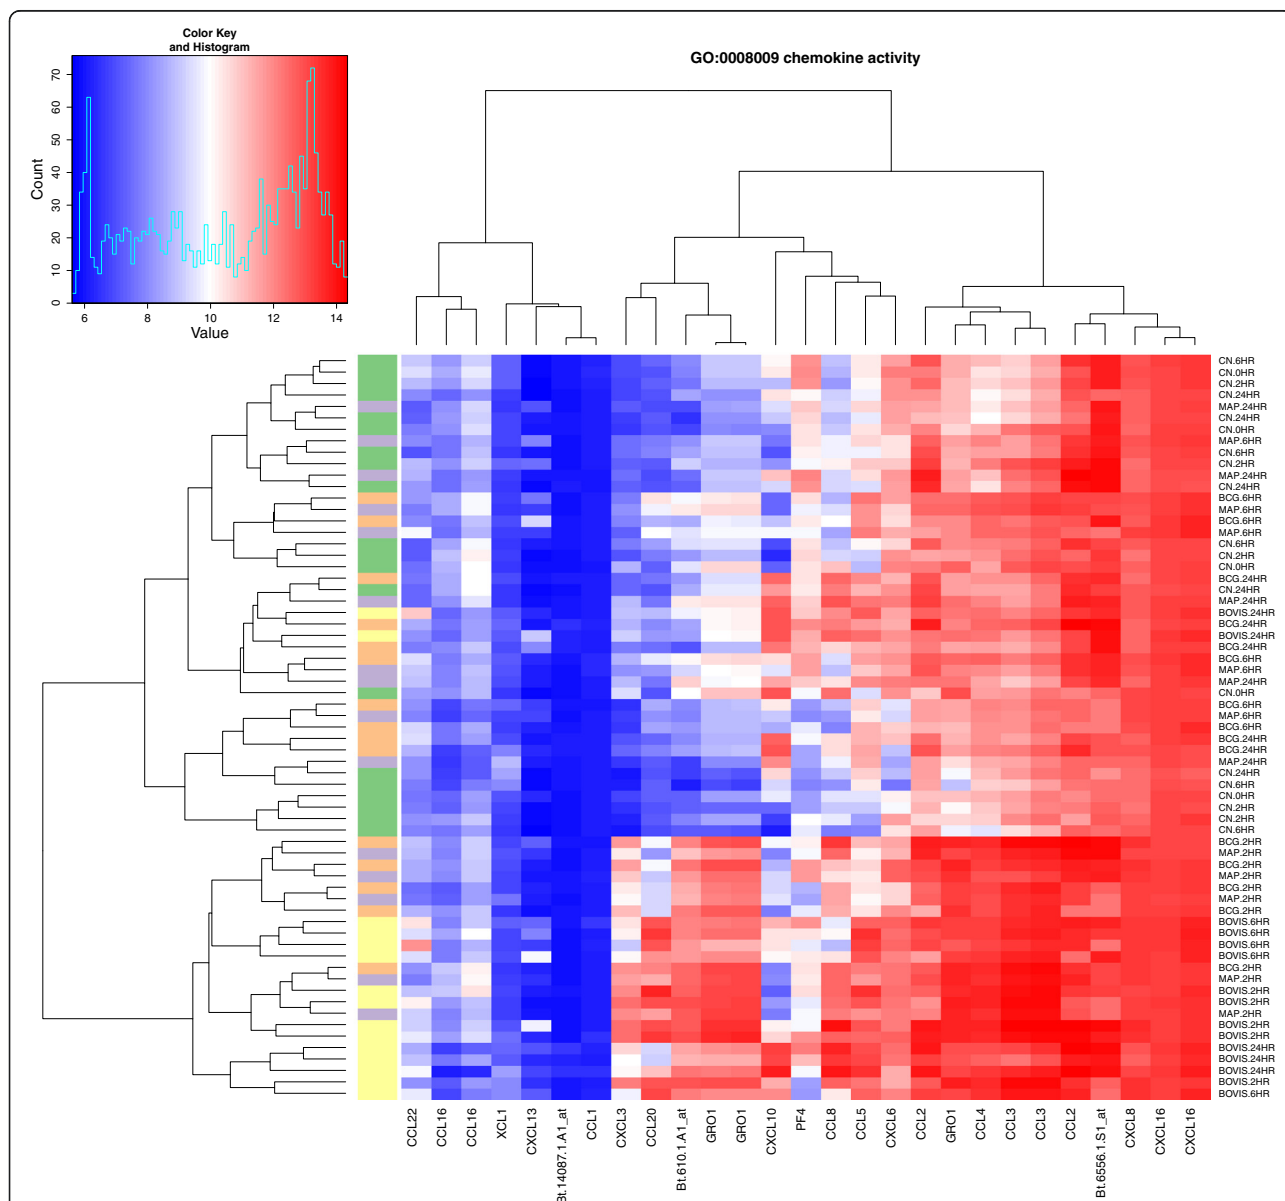 Color Key
and Histogram
GO:0008009 chemokine activity
Count
0 10 20 30 40 50 60 70
6 8 10 12 14
Value
CN.6HR
CN.0HR
CN.2HR
CN.24HR
MAP.24HR
CN.24HR
CN.0HR
MAP.6HR
CN.6HR
CN.2HR
MAP.24HR
CN.24HR
BCG.6HR
MAP.6HR
BCG.6HR
MAP.6HR
CN.6HR
CN.2HR
CN.0HR
BCG.24HR
CN.24HR
MAP.24HR
BOVIS.24HR
BCG.24HR
BOVIS.24HR
BCG.24HR
BCG.6HR
MAP.6HR
MAP.24HR
CN.0HR
BCG.6HR
MAP.6HR
BCG.6HR
BCG.24HR
BCG.24HR
MAP.24HR
CN.24HR
CN.6HR
CN.0HR
CN.2HR
CN.2HR
CN.6HR
BCG.2HR
MAP.2HR
BCG.2HR
MAP.2HR
BCG.2HR
MAP.2HR
BCG.2HR
BOVIS.6HR
BOVIS.6HR
BOVIS.6HR
BOVIS.6HR
BCG.2HR
MAP.2HR
BOVIS.2HR
BOVIS.2HR
MAP.2HR
BOVIS.2HR
BOVIS.2HR
BOVIS.24HR
BOVIS.24HR
BOVIS.24HR
BOVIS.2HR
BOVIS.6HR
CCL22
CCL16
CCL16
XCL1
CXCL13
Bt.14087.1.A1_at
CCL1
CXCL3
CCL20
Bt.610.1.A1_at
GRO1
GRO1
CXCL10
PF4
CCL8
CCL5
CXCL6
CCL2
GRO1
CCL4
CCL3
CCL3
CCL2
Bt.6556.1.S1_at
CXCL8
CXCL16
CXCL16